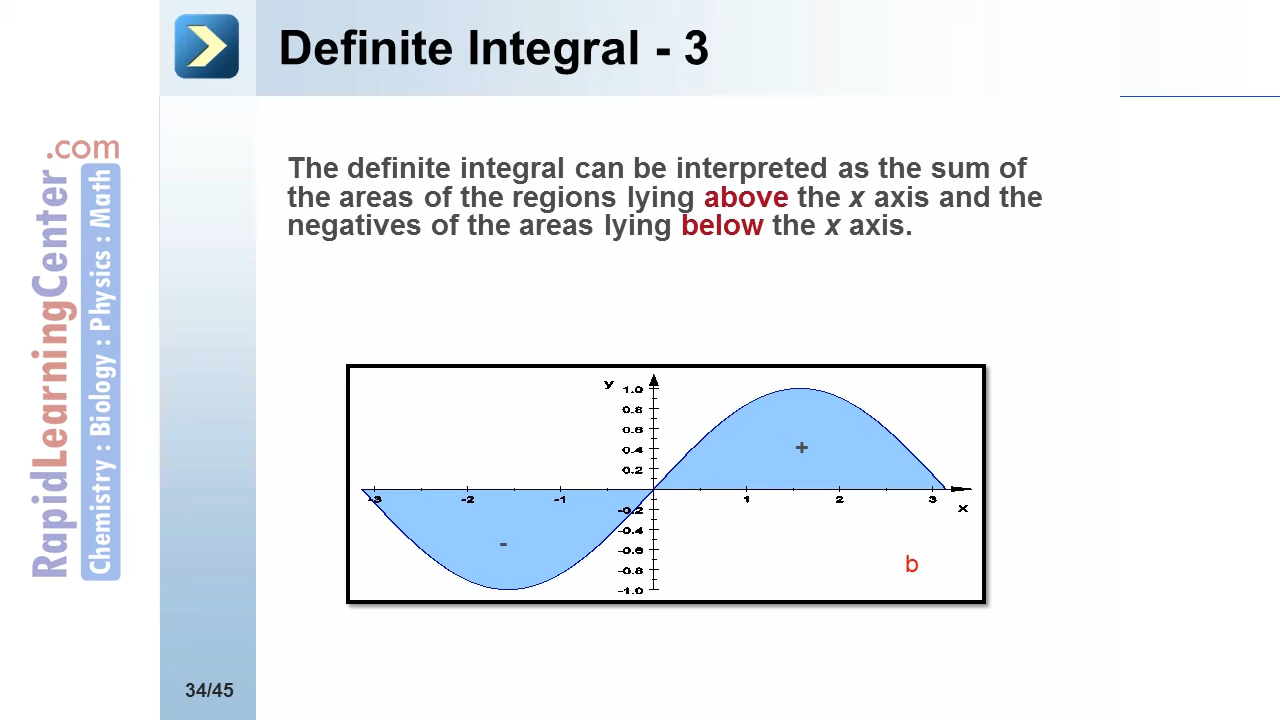 Definite Integral - 3
The definite integral can be interpreted as the sum of
the areas of the regions lying above the x axis and the
negatives of the areas lying below the x axis.
y
1.0
0.8
0.6
0.4
0.2
+
-3 -2 -1 1 2 3
x
-0.2
-0.4
-0.6
-0.8
-1.0
-
b
RapidLearningCenter.com
Chemistry : Biology : Physics : Math
34/45